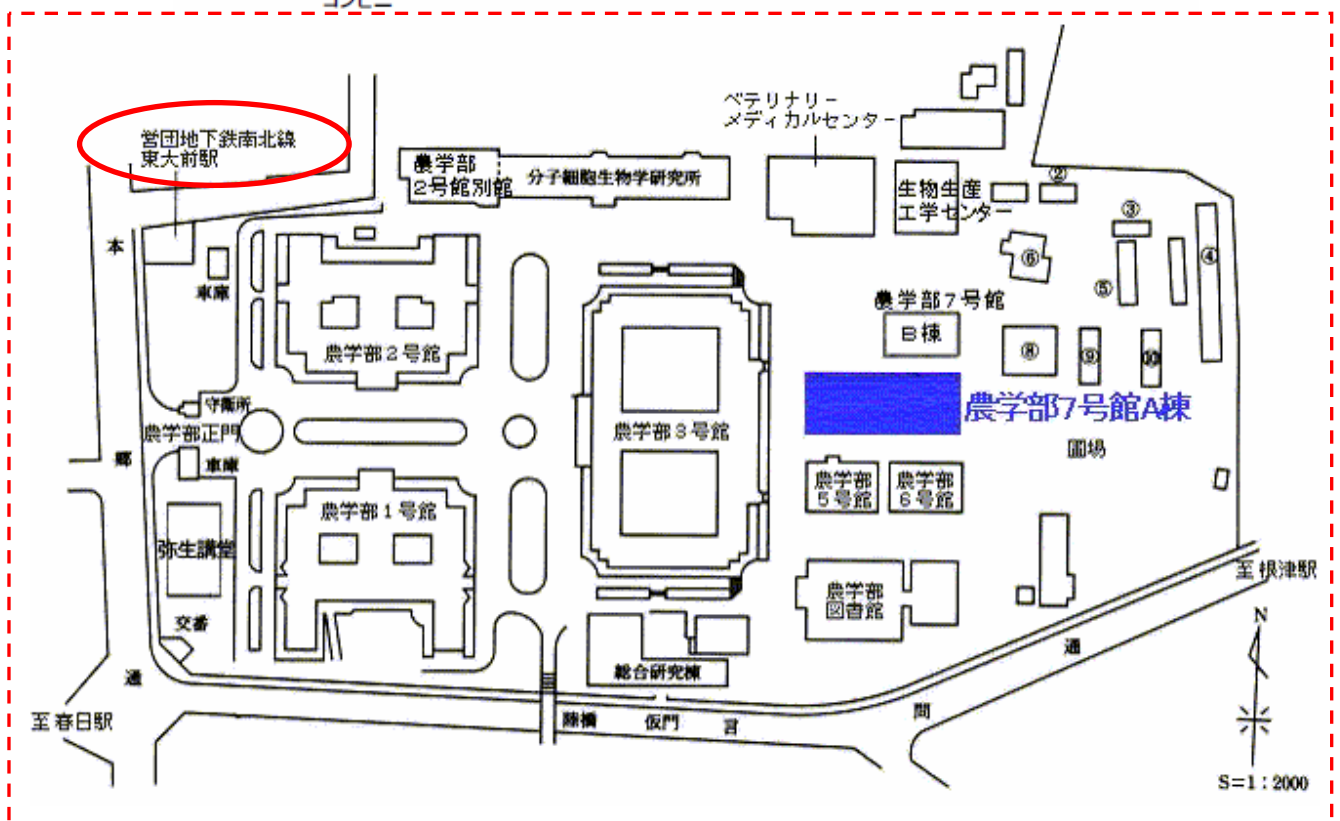 コンビニ
営団地下鉄南北線
東大前駅
ベテリナリー
メディカルセンター
農学部
2号館別館
分子細胞生物学研究所
生物生産
工学センター
②
③
④
⑤
⑥
本
車庫
農学部7号館
B棟
農学部2号館
⑧
⑨
⑩
守衛所
農学部7号館A棟
農学部正門
農学部3号館
圃場
郷
車庫
農学部
5号館
農学部
6号館
農学部1号館
弥生講堂
至根津駅
農学部
図書館
交番
N
通
総合研究棟
通
至春日駅
陸橋
仮門
言
問
S=1:2000